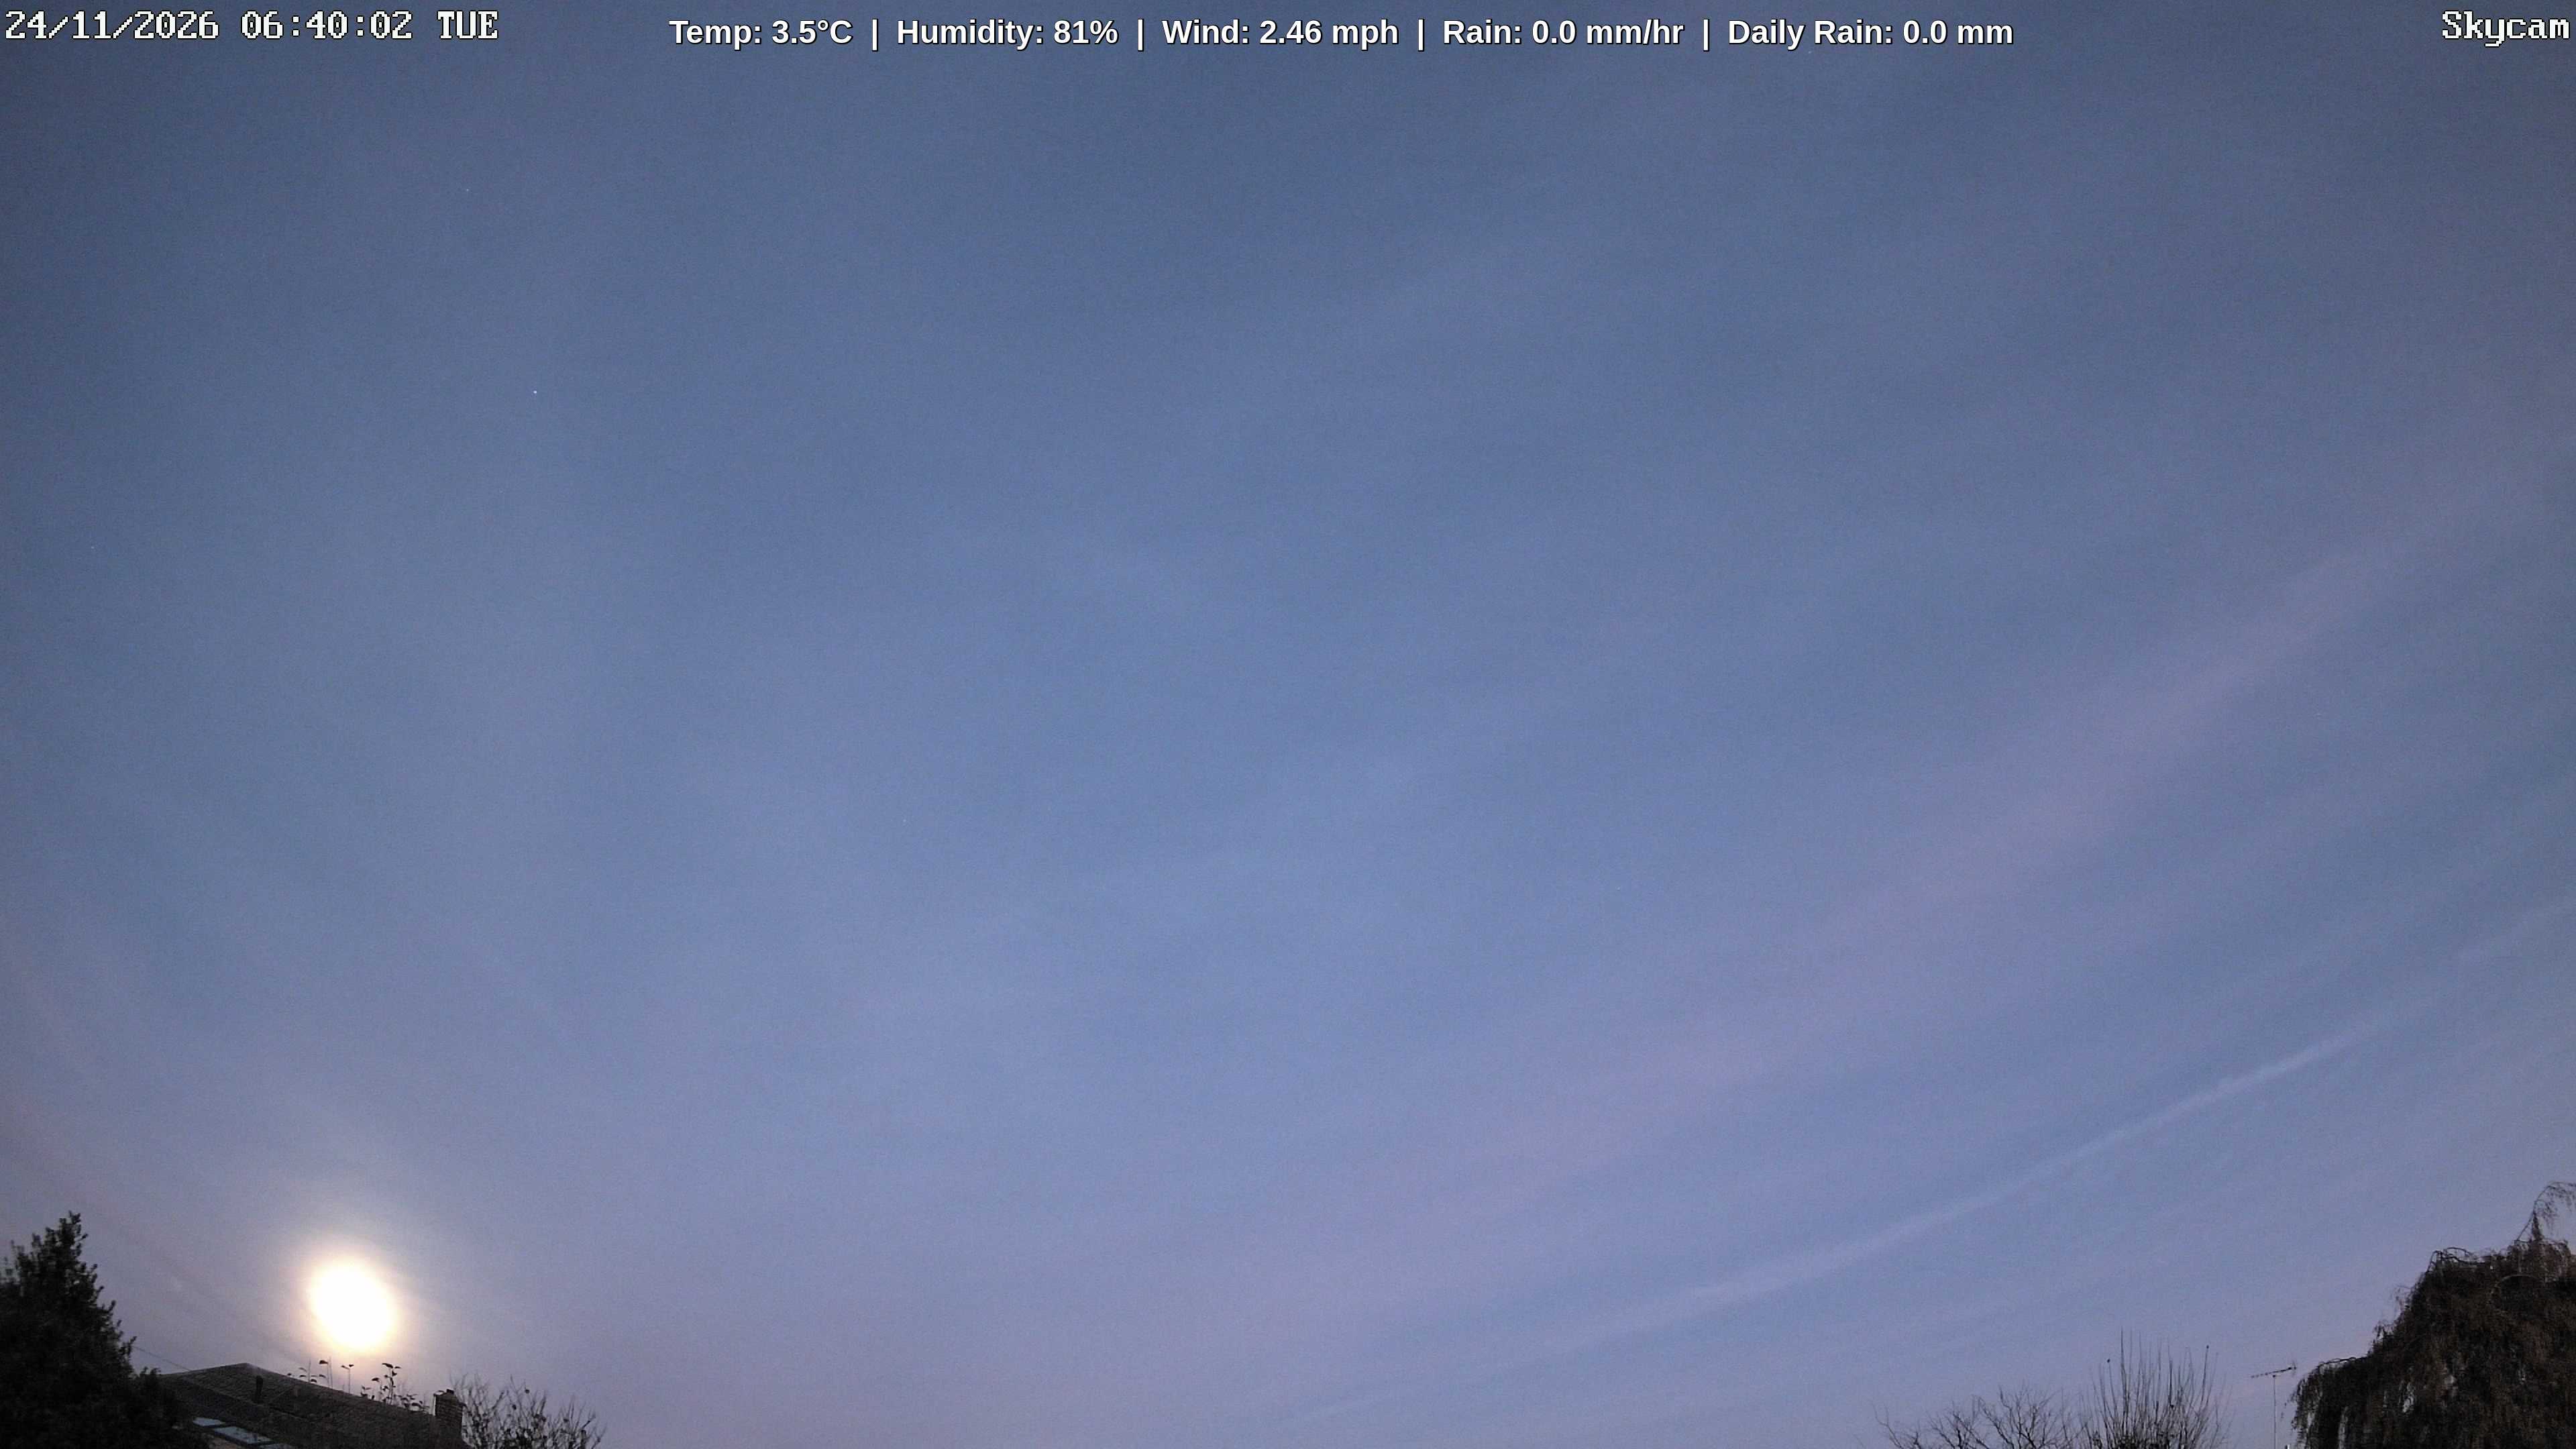 24/11/2026 06:40:02 TUE
Temp: 3.5°C | Humidity: 81% | Wind: 2.46 mph | Rain: 0.0 mm/hr | Daily Rain: 0.0 mm
Skycam